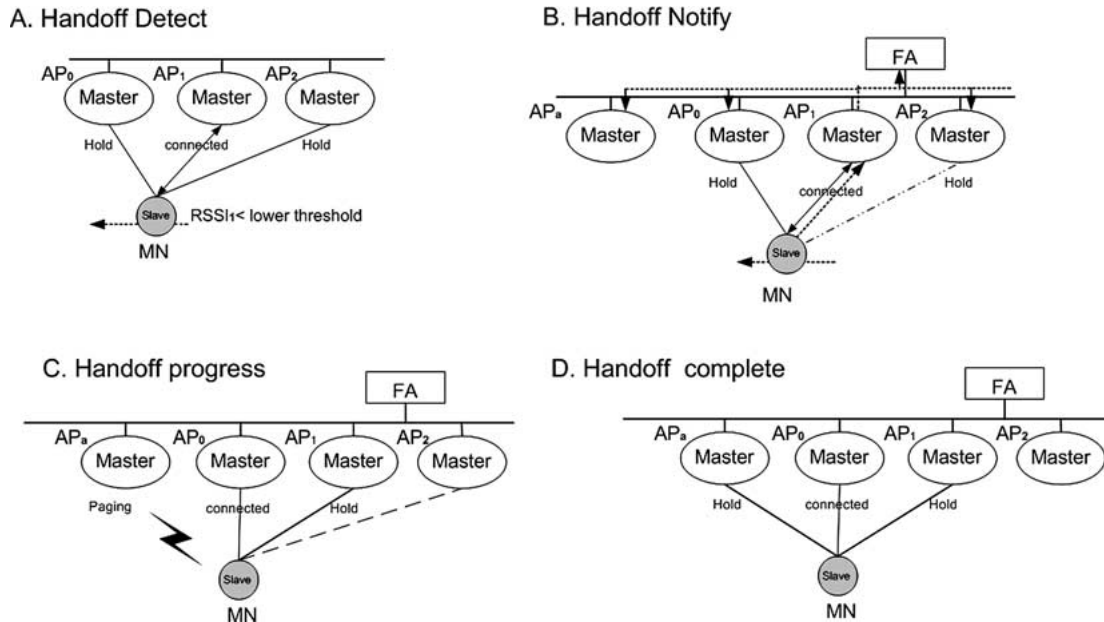 A. Handoff Detect
AP0 AP1 AP2
Master Master Master
Hold connected Hold
Slave RSSI1< lower threshold
MN
B. Handoff Notify
FA
APa AP0 AP1 AP2
Master Master Master Master
Hold connected Hold
Slave
MN
C. Handoff progress
FA
APa AP0 AP1 AP2
Master Master Master Master
Paging connected Hold
Slave
MN
D. Handoff complete
FA
APa AP0 AP1 AP2
Master Master Master Master
Hold connected Hold
Slave
MN